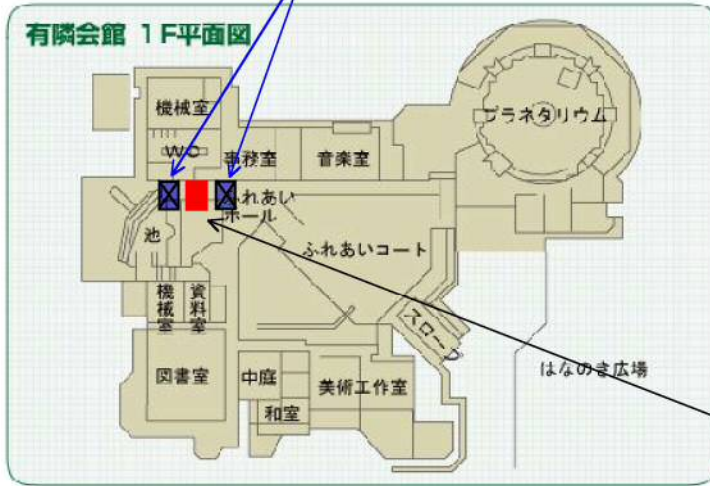 有隣会館 1F平面図
機械室
プラネタリウム
WC
事務室
音楽室
ふれあい
ホール
池
ふれあいコート
機械室
資料室
スロープ
はなのき広場
図書室
中庭
美術工作室
和室